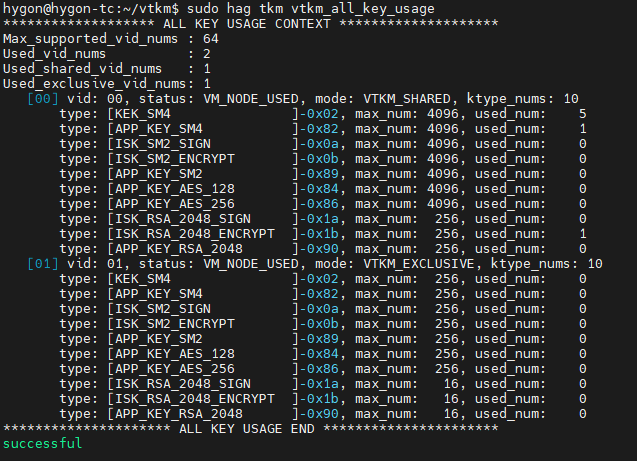 hygon@hygon-tc:~/vtkm$ sudo hag tkm vtkm_all_key_usage
******************* ALL KEY USAGE CONTEXT ********************
Max_supported_vid_nums : 64
Used_vid_nums          : 2
Used_shared_vid_nums   : 1
Used_exclusive_vid_nums: 1
   [00] vid: 00, status: VM_NODE_USED, mode: VTKM_SHARED, ktype_nums: 10
       type: [KEK_SM4               ]-0x02, max_num: 4096, used_num:    5
       type: [APP_KEY_SM4           ]-0x82, max_num: 4096, used_num:    1
       type: [ISK_SM2_SIGN          ]-0x0a, max_num: 4096, used_num:    0
       type: [ISK_SM2_ENCRYPT       ]-0x0b, max_num: 4096, used_num:    0
       type: [APP_KEY_SM2           ]-0x89, max_num: 4096, used_num:    0
       type: [APP_KEY_AES_128       ]-0x84, max_num: 4096, used_num:    0
       type: [APP_KEY_AES_256       ]-0x86, max_num: 4096, used_num:    0
       type: [ISK_RSA_2048_SIGN     ]-0x1a, max_num:  256, used_num:    0
       type: [ISK_RSA_2048_ENCRYPT  ]-0x1b, max_num:  256, used_num:    1
       type: [APP_KEY_RSA_2048      ]-0x90, max_num:  256, used_num:    0
   [01] vid: 01, status: VM_NODE_USED, mode: VTKM_EXCLUSIVE, ktype_nums: 10
       type: [KEK_SM4               ]-0x02, max_num:  256, used_num:    0
       type: [APP_KEY_SM4           ]-0x82, max_num:  256, used_num:    0
       type: [ISK_SM2_SIGN          ]-0x0a, max_num:  256, used_num:    0
       type: [ISK_SM2_ENCRYPT       ]-0x0b, max_num:  256, used_num:    0
       type: [APP_KEY_SM2           ]-0x89, max_num:  256, used_num:    0
       type: [APP_KEY_AES_128       ]-0x84, max_num:  256, used_num:    0
       type: [APP_KEY_AES_256       ]-0x86, max_num:  256, used_num:    0
       type: [ISK_RSA_2048_SIGN     ]-0x1a, max_num:   16, used_num:    0
       type: [ISK_RSA_2048_ENCRYPT  ]-0x1b, max_num:   16, used_num:    0
       type: [APP_KEY_RSA_2048      ]-0x90, max_num:   16, used_num:    0
********************* ALL KEY USAGE END **********************
successful